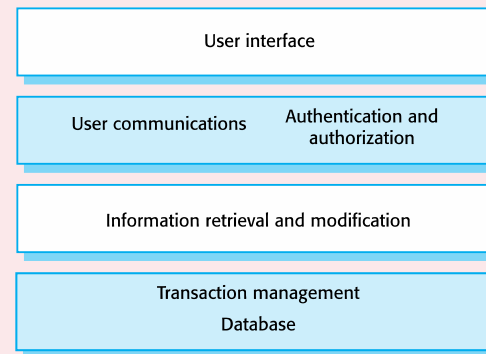 User interface
User communications
Authentication and
authorization
Information retrieval and modification
Transaction management
Database